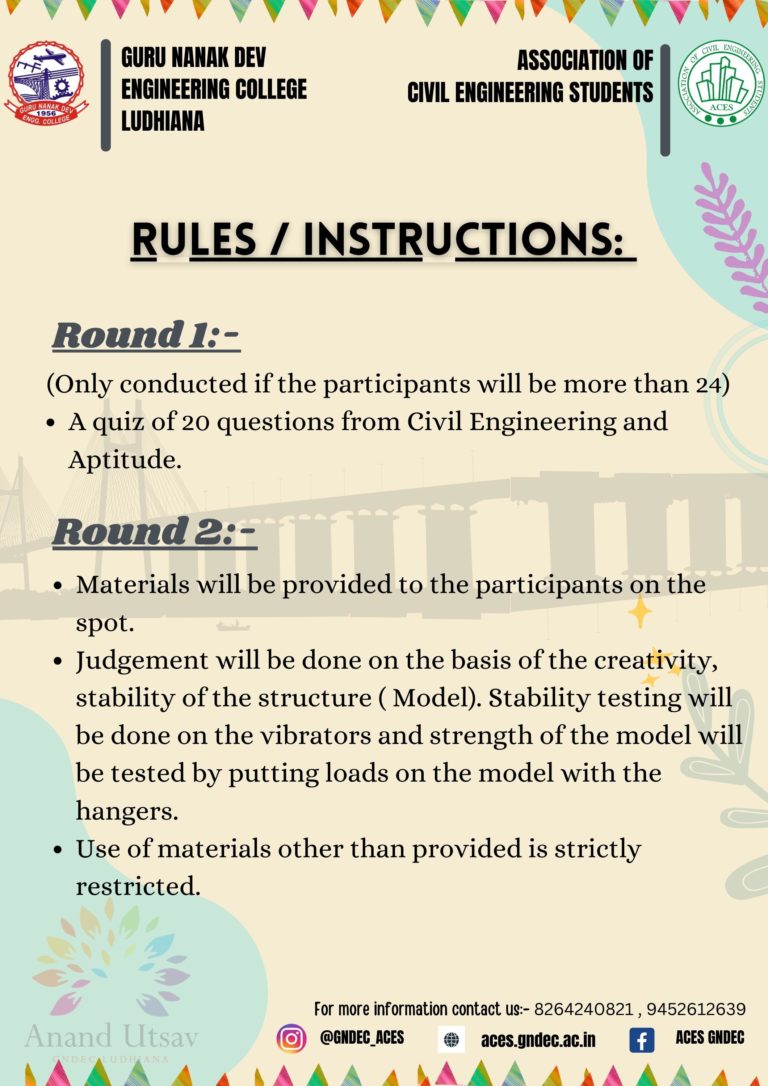 GURU NANAK DEV
ENGINEERING COLLEGE
LUDHIANA
GURU NANAK DEV
1956
ENGG. COLLEGE
ASSOCIATION OF
CIVIL ENGINEERING STUDENTS
ASSOCIATION OF CIVIL ENGINEERING STUDENTS
ACES
RULES / INSTRUCTIONS:
Round 1:-
(Only conducted if the participants will be more than 24)
• A quiz of 20 questions from Civil Engineering and
Aptitude.
Round 2:-
• Materials will be provided to the participants on the
spot.
• Judgement will be done on the basis of the creativity,
stability of the structure ( Model). Stability testing will
be done on the vibrators and strength of the model will
be tested by putting loads on the model with the
hangers.
• Use of materials other than provided is strictly
restricted.
Anand Utsav
GNDEC LUDHIANA
For more information contact us:- 8264240821 , 9452612639
@GNDEC_ACES aces.gndec.ac.in ACES GNDEC